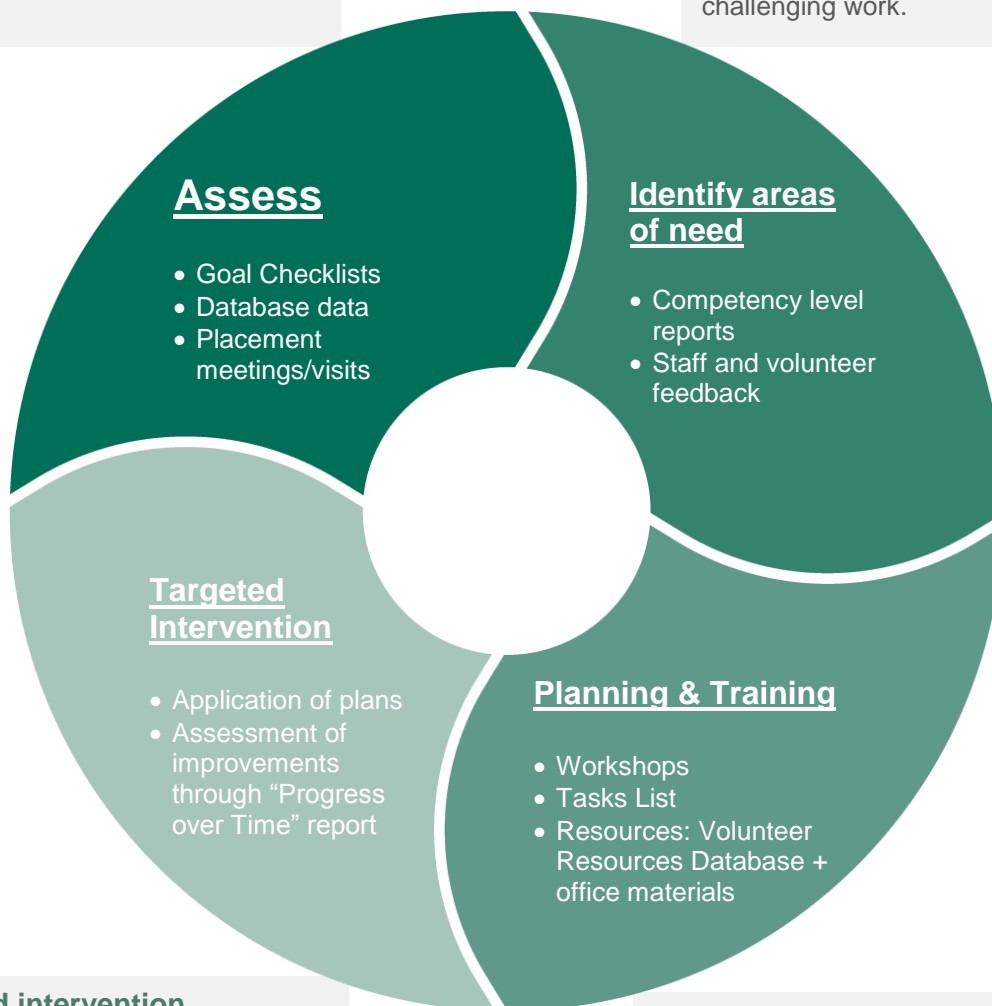 challenging work.
Assess
• Goal Checklists
• Database data
• Placement
meetings/visits
Identify areas
of need
• Competency level
reports
• Staff and volunteer
feedback
Planning & Training
• Workshops
• Tasks List
• Resources: Volunteer
Resources Database +
office materials
Targeted
Intervention
• Application of plans
• Assessment of
improvements
through “Progress
over Time” report
intervention